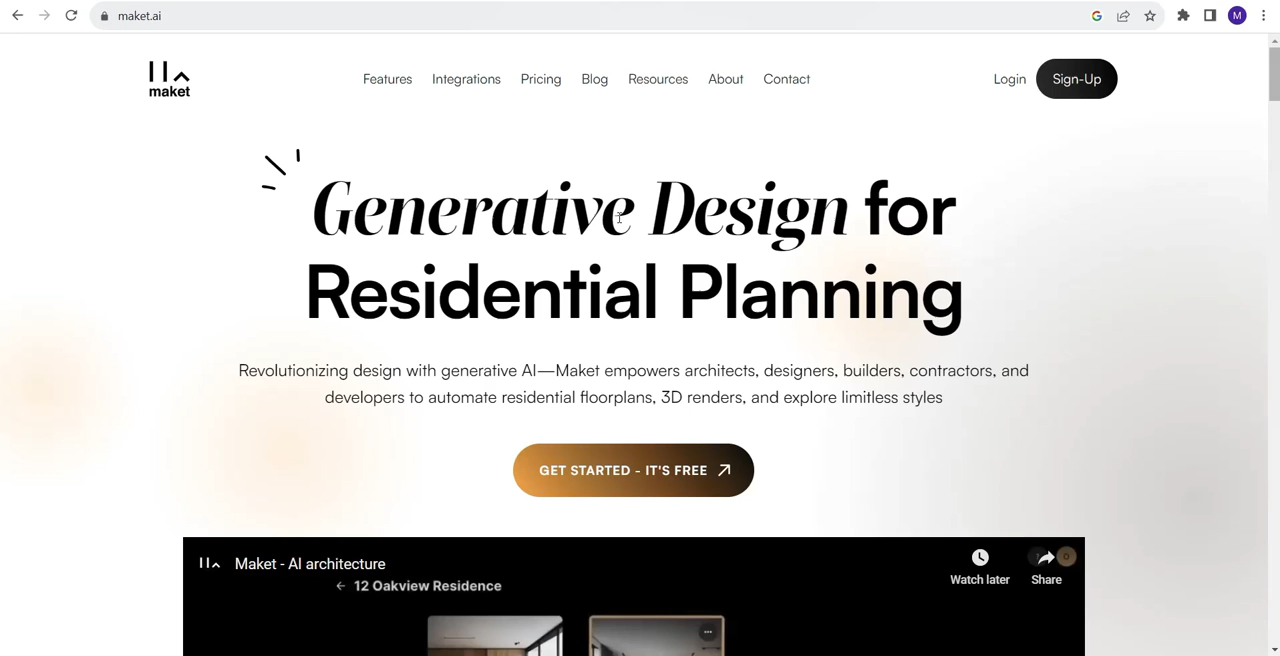 maket.ai
M
maket
Features Integrations Pricing Blog Resources About Contact
Login Sign-Up
Generative Design for
Residential Planning
Revolutionizing design with generative AI—Maket empowers architects, designers, builders, contractors, and
developers to automate residential floorplans, 3D renders, and explore limitless styles
GET STARTED - IT'S FREE
Maket - AI architecture
Watch later Share
12 Oakview Residence